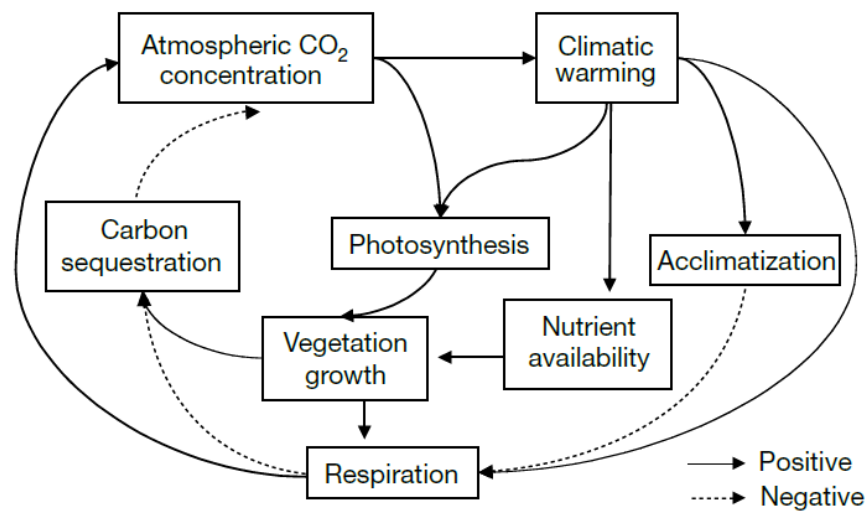 Atmospheric CO₂
concentration
Climatic
warming
Carbon
sequestration
Photosynthesis
Acclimatization
Vegetation
growth
Nutrient
availability
Respiration
Positive
Negative